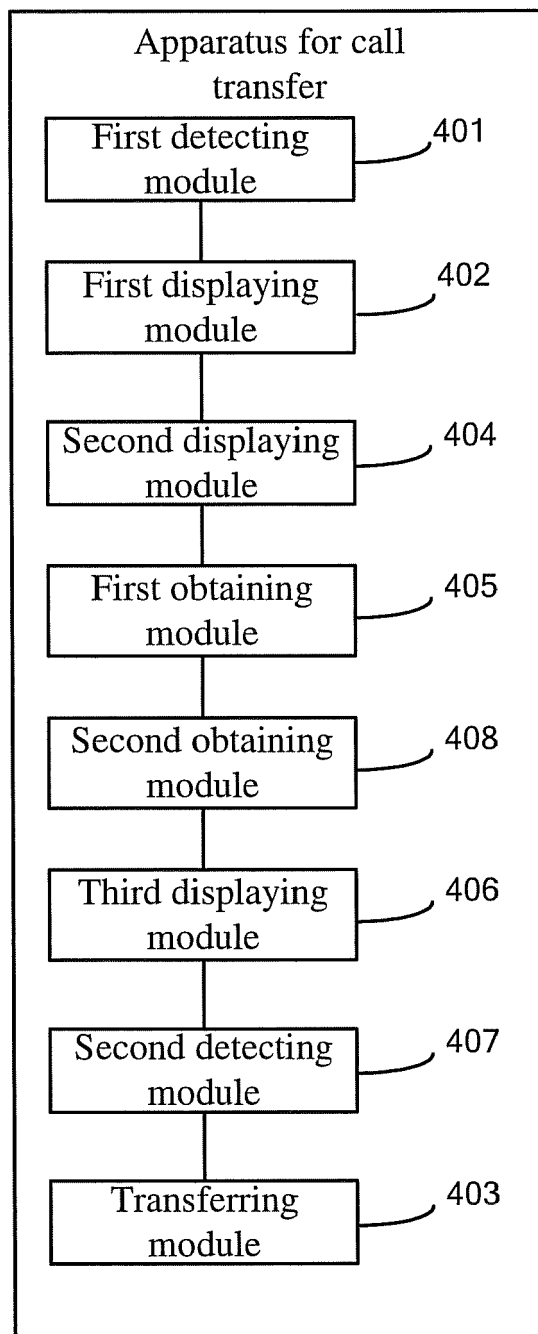 Apparatus for call
transfer
First detecting
module
401
First displaying
module
402
Second displaying
module
404
First obtaining
module
405
Second obtaining
module
408
Third displaying
module
406
Second detecting
module
407
Transferring
module
403